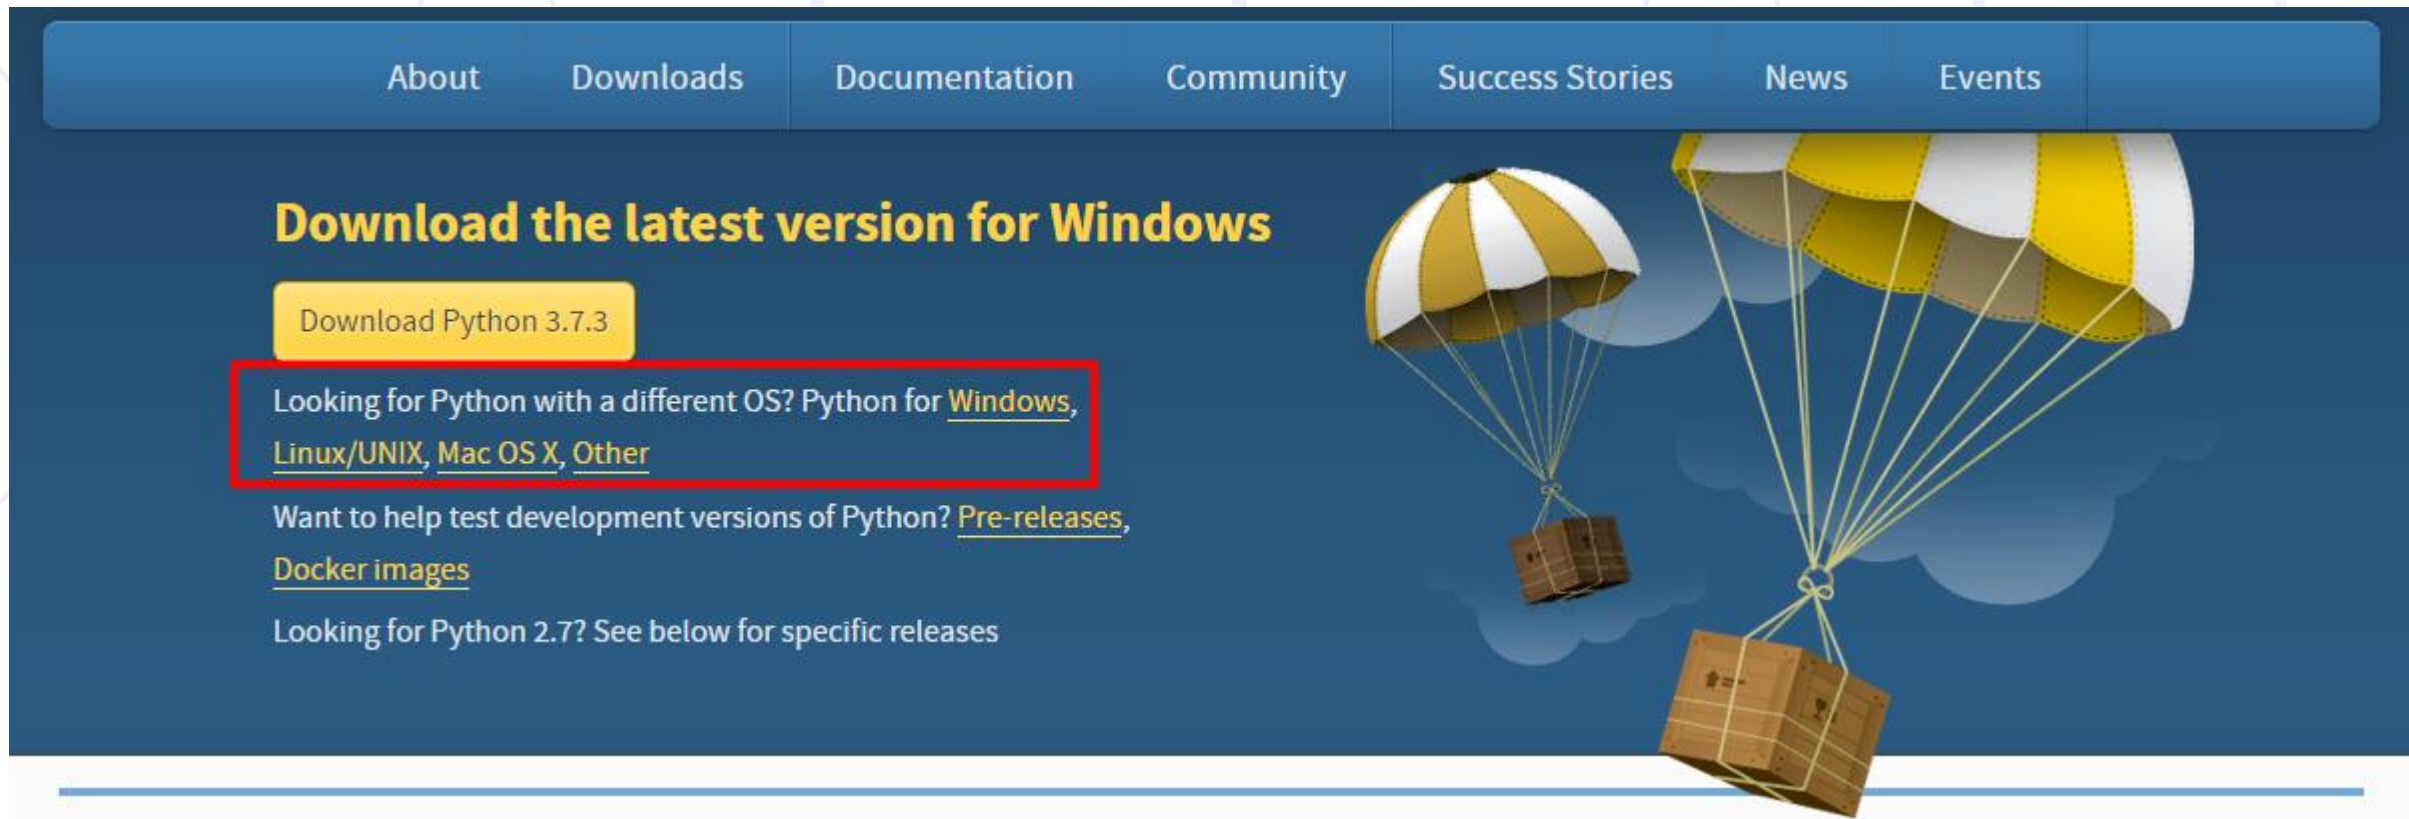 About Downloads Documentation Community Success Stories News Events
Download the latest version for Windows
Download Python 3.7.3
Looking for Python with a different OS? Python for Windows,
Linux/UNIX, Mac OS X, Other
Want to help test development versions of Python? Pre-releases,
Docker images
Looking for Python 2.7? See below for specific releases